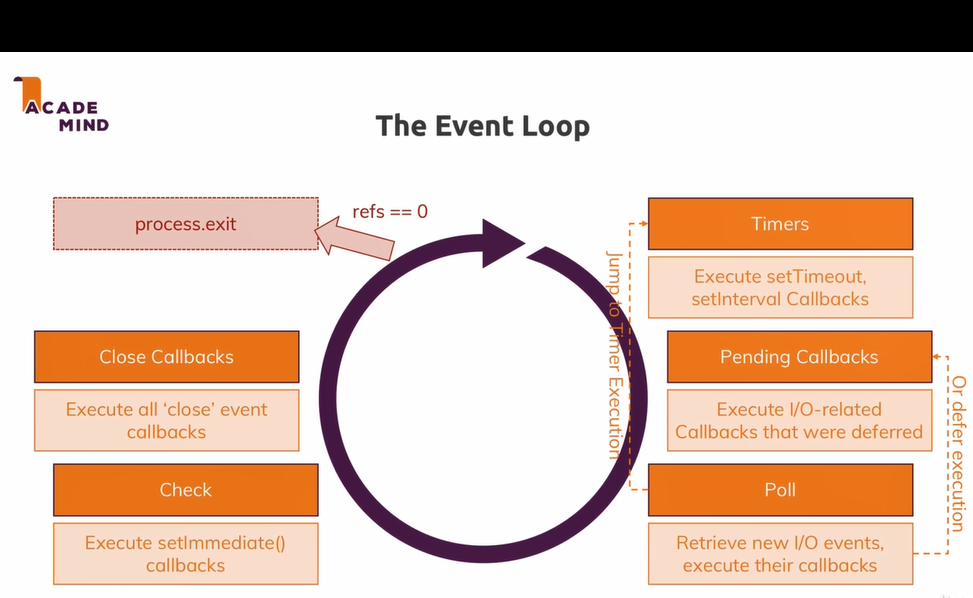 ACADE
MIND
The Event Loop
process.exit
refs == 0
Timers
Execute setTimeout,
setInterval Callbacks
Jump to Timer Execution
Close Callbacks
Execute all ‘close’ event
callbacks
Pending Callbacks
Execute I/O-related
Callbacks that were deferred
Or defer execution
Check
Execute setImmediate()
callbacks
Poll
Retrieve new I/O events,
execute their callbacks